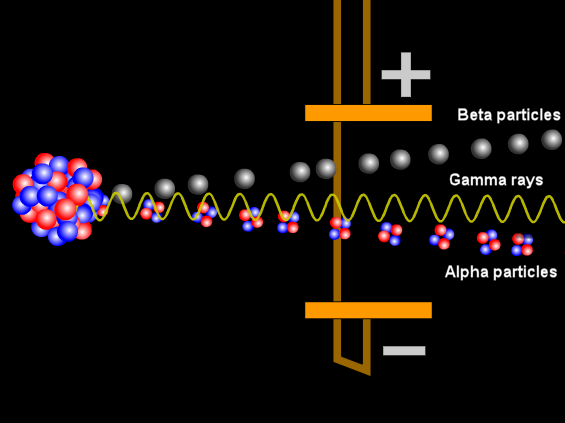 +
Beta particles
Gamma rays
Alpha particles
−